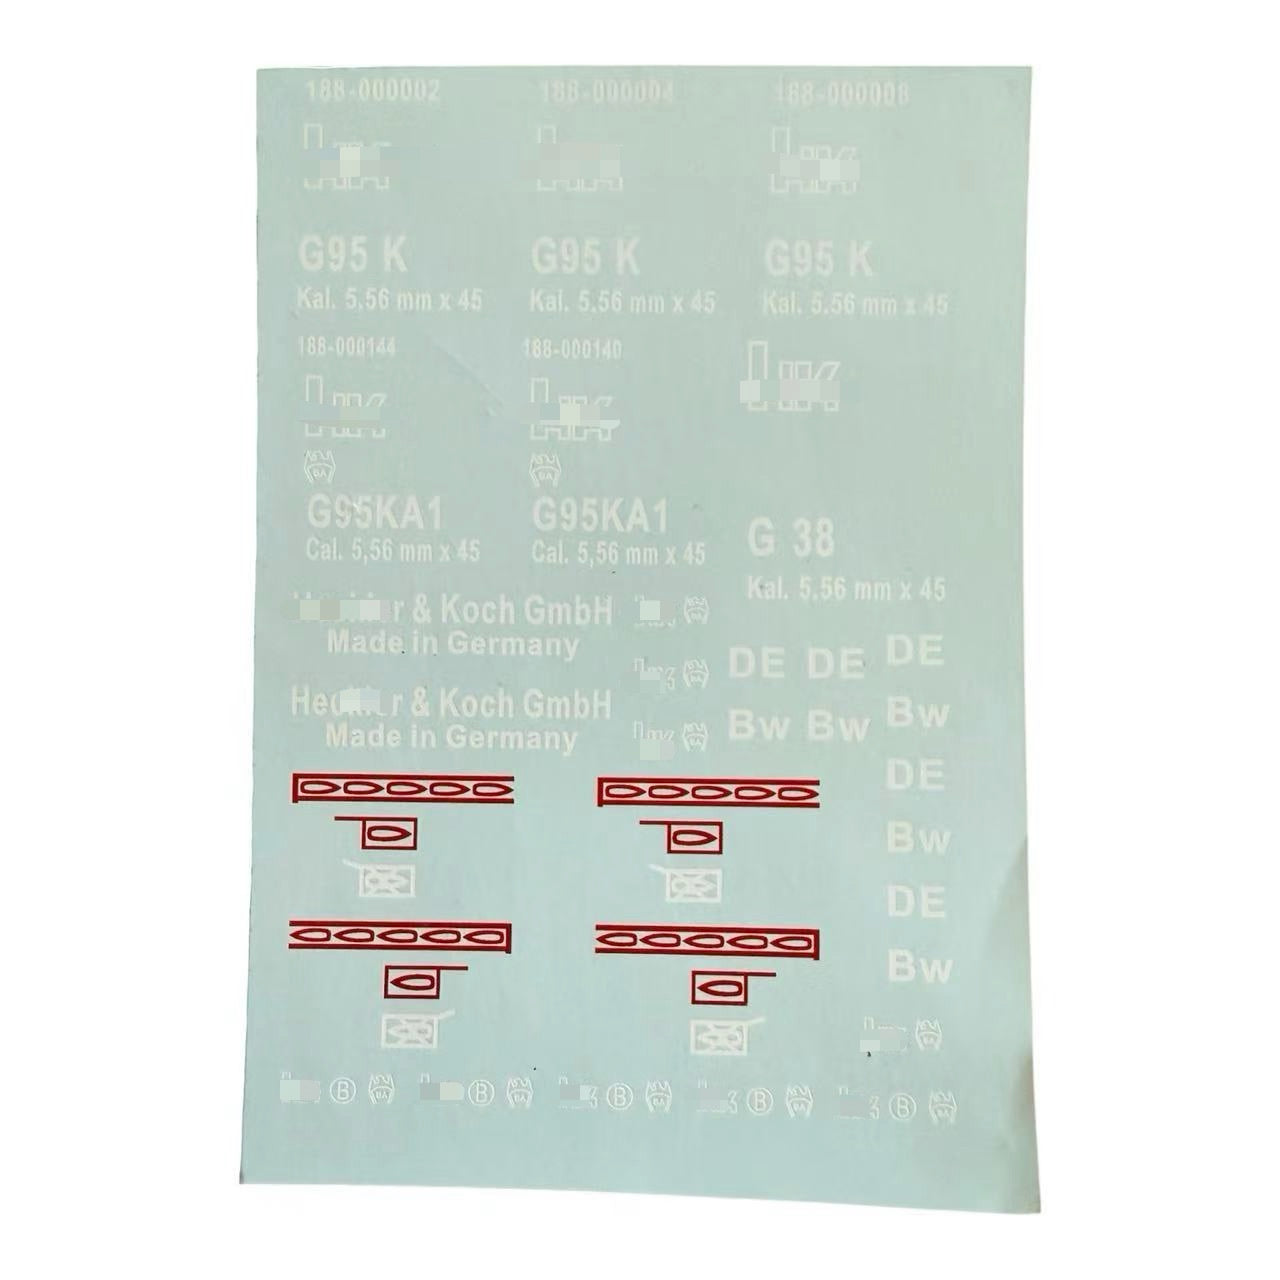 188-000002 188-000004 188-000008
G95 K G95 K G95 K
Kal. 5.56 mm x 45 Kal. 5.56 mm x 45 Kal. 5.56 mm x 45
188-000144 188-000140
G95KA1 G95KA1
Cal. 5,56 mm x 45 Cal. 5,56 mm x 45
G 38
Kal. 5.56 mm x 45
& Koch GmbH
Made in Germany
& Koch GmbH
Made in Germany
DE DE DE
Bw Bw Bw
DE
Bw
DE
Bw
B B B B B